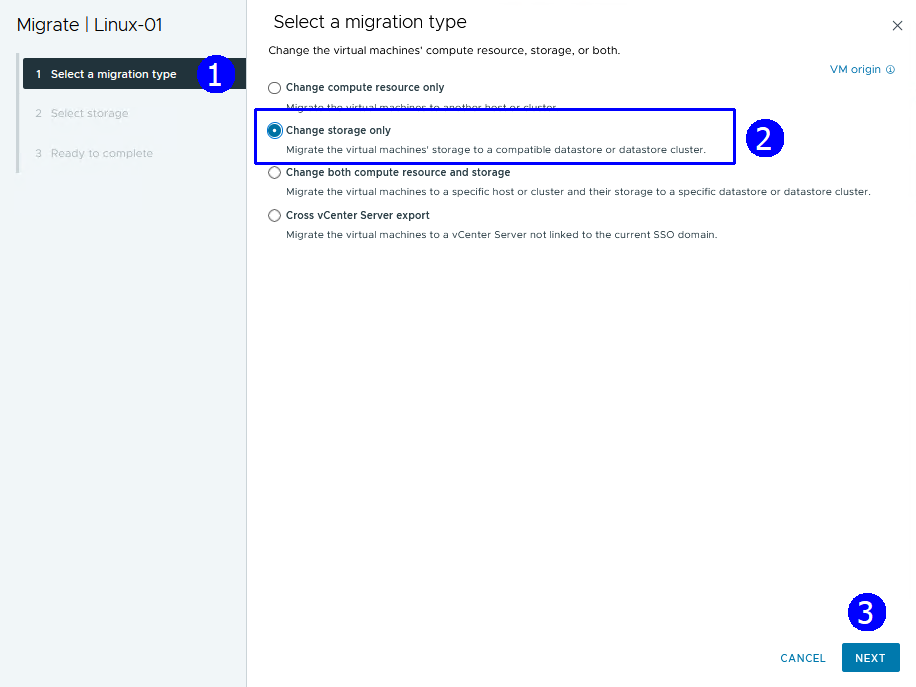 Migrate | Linux-01
1 Select a migration type
1
2 Select storage
3 Ready to complete
Select a migration type
Change the virtual machines' compute resource, storage, or both.
VM origin
Change compute resource only
Migrate the virtual machines to another host or cluster.
Change storage only
Migrate the virtual machines' storage to a compatible datastore or datastore cluster.
2
Change both compute resource and storage
Migrate the virtual machines to a specific host or cluster and their storage to a specific datastore or datastore cluster.
Cross vCenter Server export
Migrate the virtual machines to a vCenter Server not linked to the current SSO domain.
3
CANCEL
NEXT